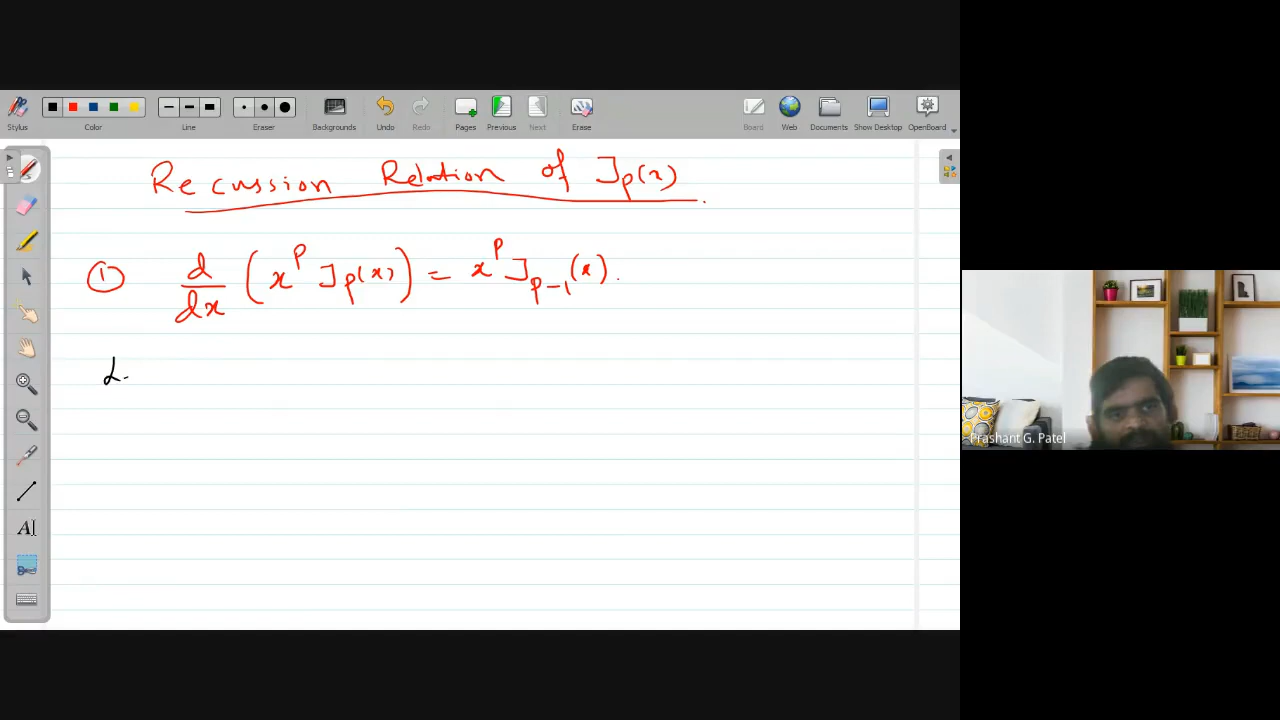 Stylus
Color
Line
Eraser
Backgrounds
Undo
Redo
Pages
Previous
Next
Erase
Board
Web
Documents
Show Desktop
OpenBoard
Recussion Relation of Jp(x)
① d/dx (x^p Jp(x)) = x^p J_{p-1}(x).
A
Prashant G. Patel